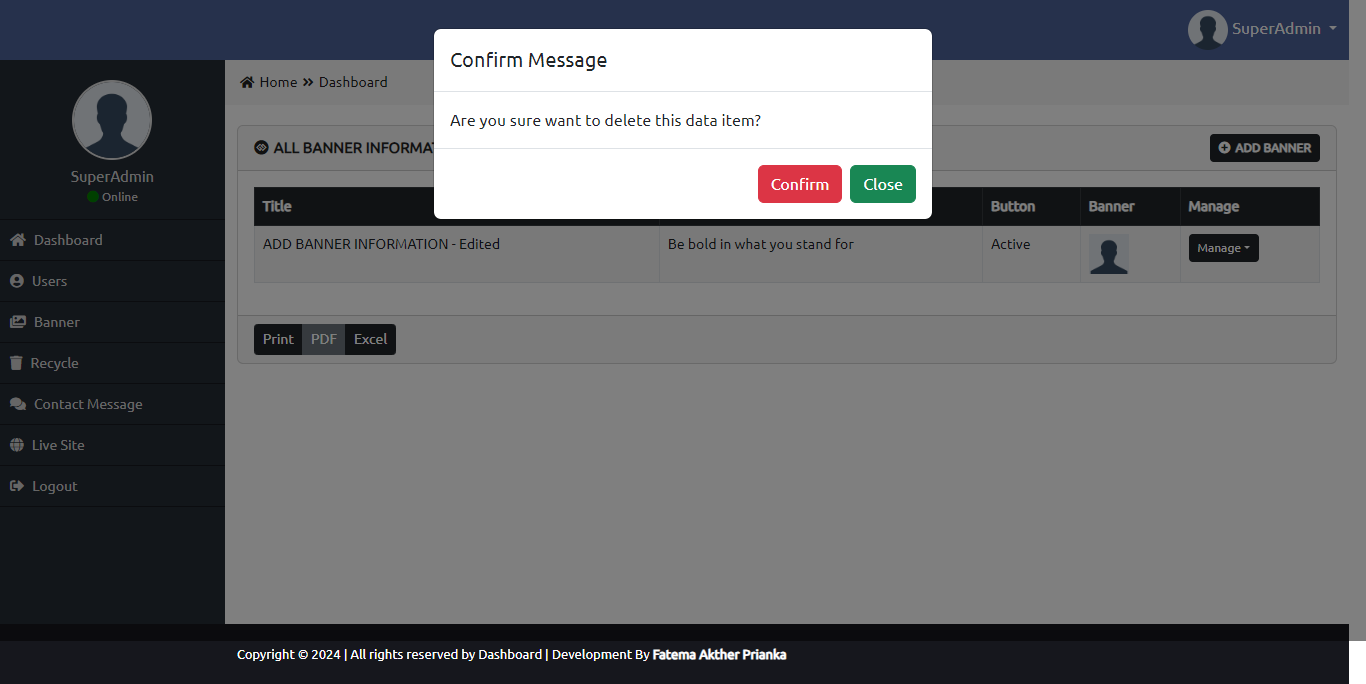 SuperAdmin
Confirm Message
Are you sure want to delete this data item?
Confirm Close
SuperAdmin
Online
Dashboard
Users
Banner
Recycle
Contact Message
Live Site
Logout
Home » Dashboard
ALL BANNER INFORMA
ADD BANNER
Title Button Banner Manage
ADD BANNER INFORMATION - Edited Be bold in what you stand for Active Manage
Print PDF Excel
Copyright © 2024 | All rights reserved by Dashboard | Development By Fatema Akther Prianka